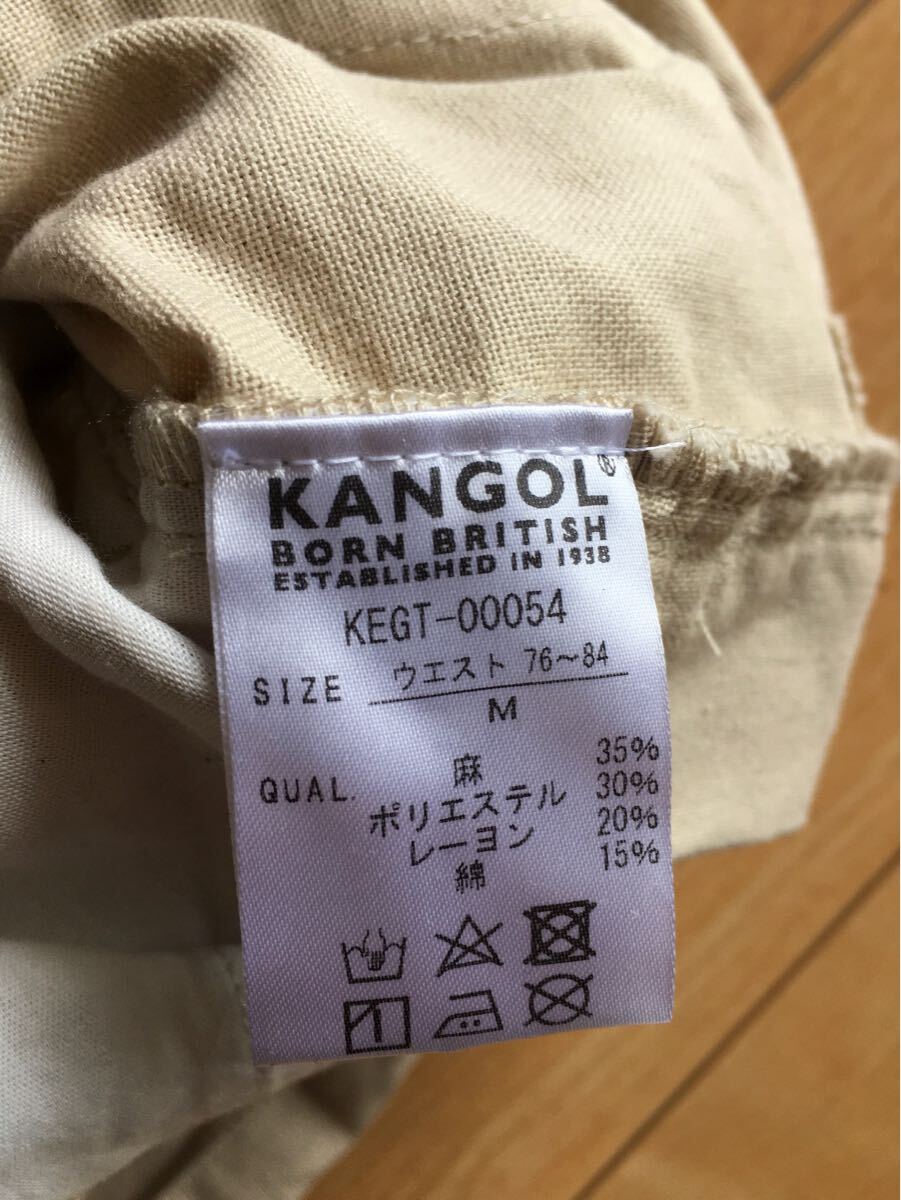 KANGOL®
BORN BRITISH
ESTABLISHED IN 1938
KEGT-00054
SIZE ウエスト 76～84
M
QUAL. 麻 35%
ポリエステル 30%
レーヨン 20%
綿 15%